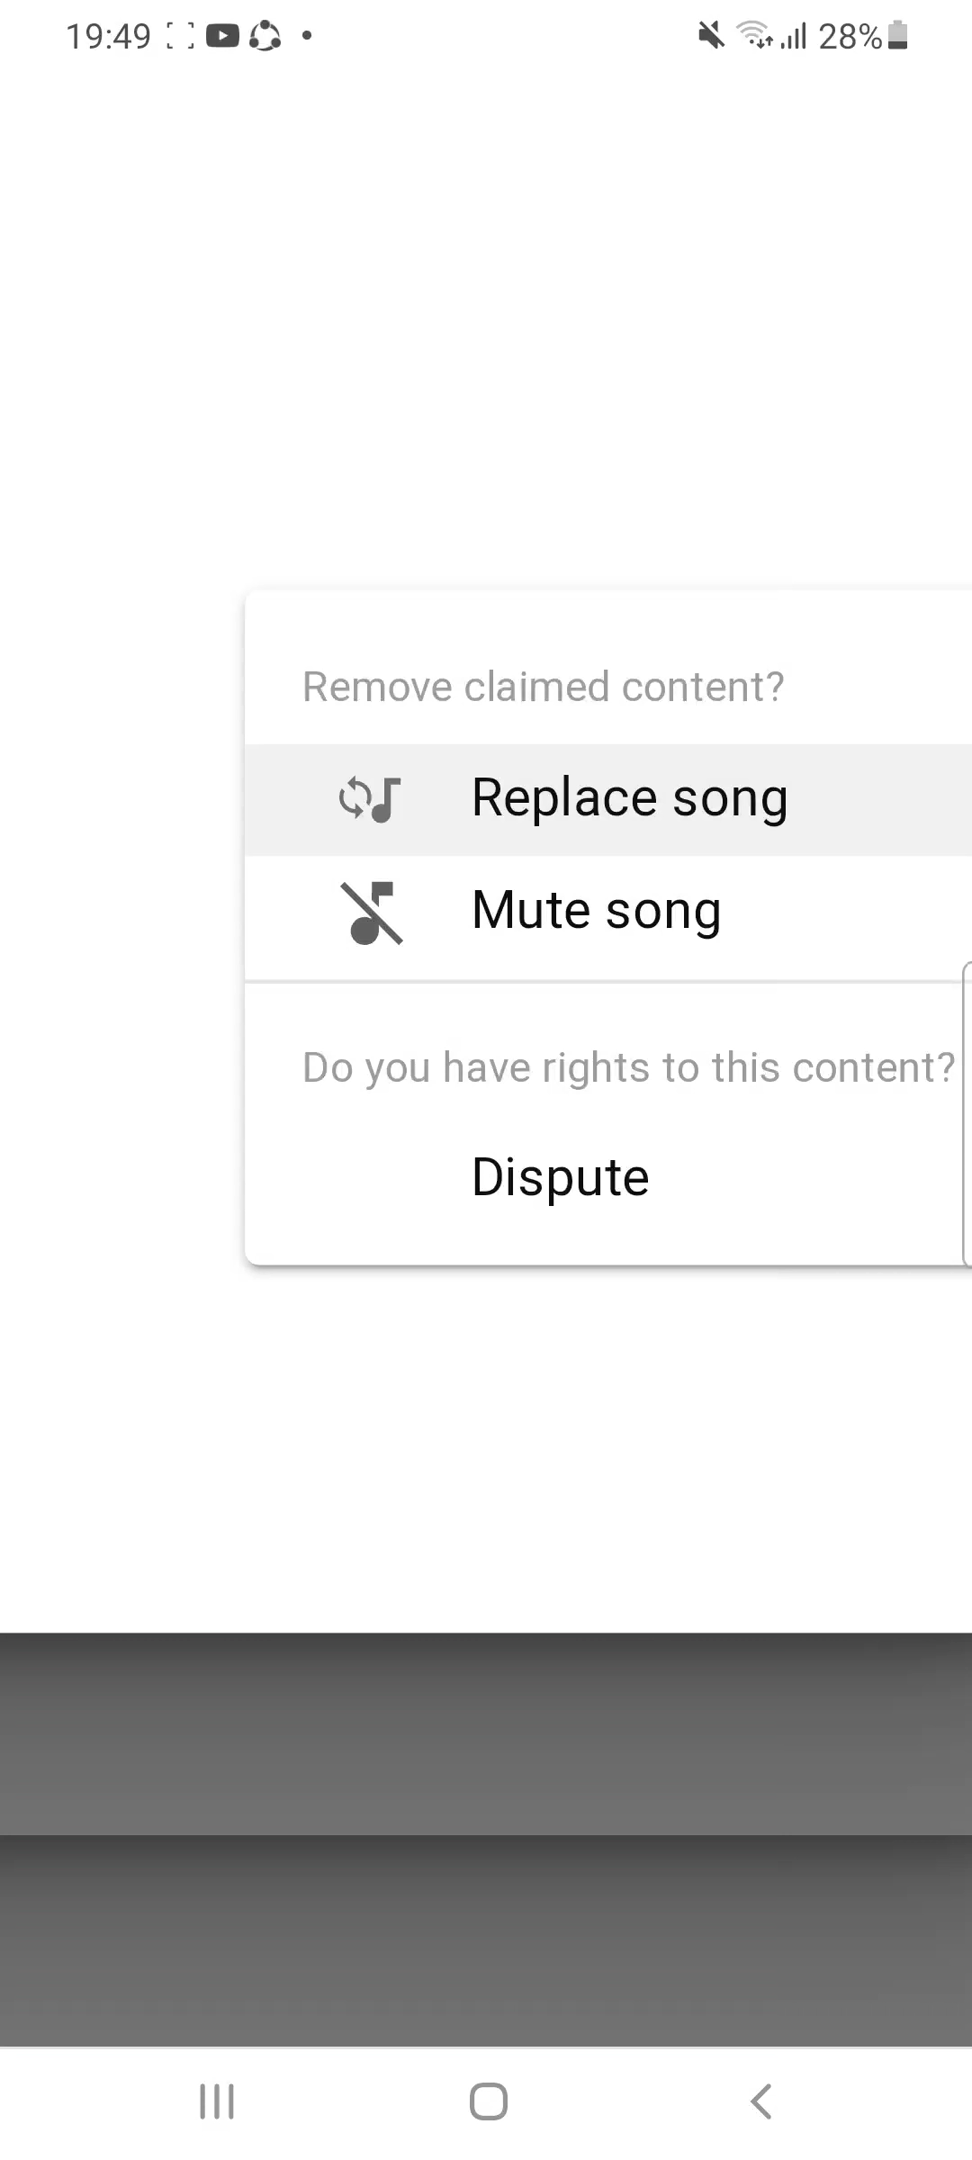 19:49 28%
Remove claimed content?
Replace song
Mute song
Do you have rights to this content?
Dispute